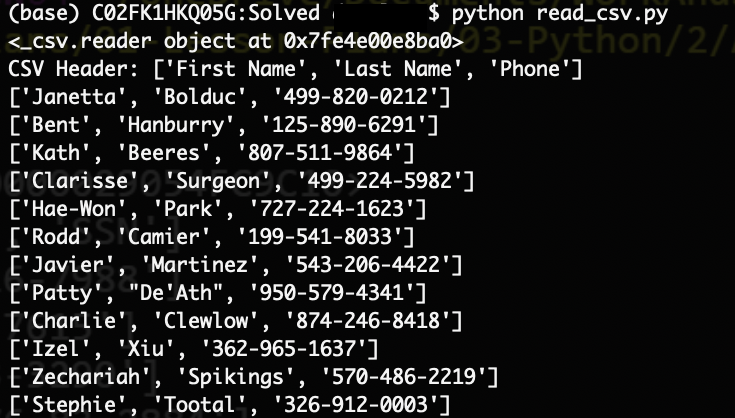 (base) C02FK1HKQ05G:Solved $ python read_csv.py
<_csv.reader object at 0x7fe4e00e8ba0>
CSV Header: ['First Name', 'Last Name', 'Phone']
['Janetta', 'Bolduc', '499-820-0212']
['Bent', 'Hanburry', '125-890-6291']
['Kath', 'Beeres', '807-511-9864']
['Clarisse', 'Surgeon', '499-224-5982']
['Hae-Won', 'Park', '727-224-1623']
['Rodd', 'Camier', '199-541-8033']
['Javier', 'Martinez', '543-206-4422']
['Patty', "De'Ath", '950-579-4341']
['Charlie', 'Clewlow', '874-246-8418']
['Izel', 'Xiu', '362-965-1637']
['Zechariah', 'Spikings', '570-486-2219']
['Stephie', 'Tootal', '326-912-0003']